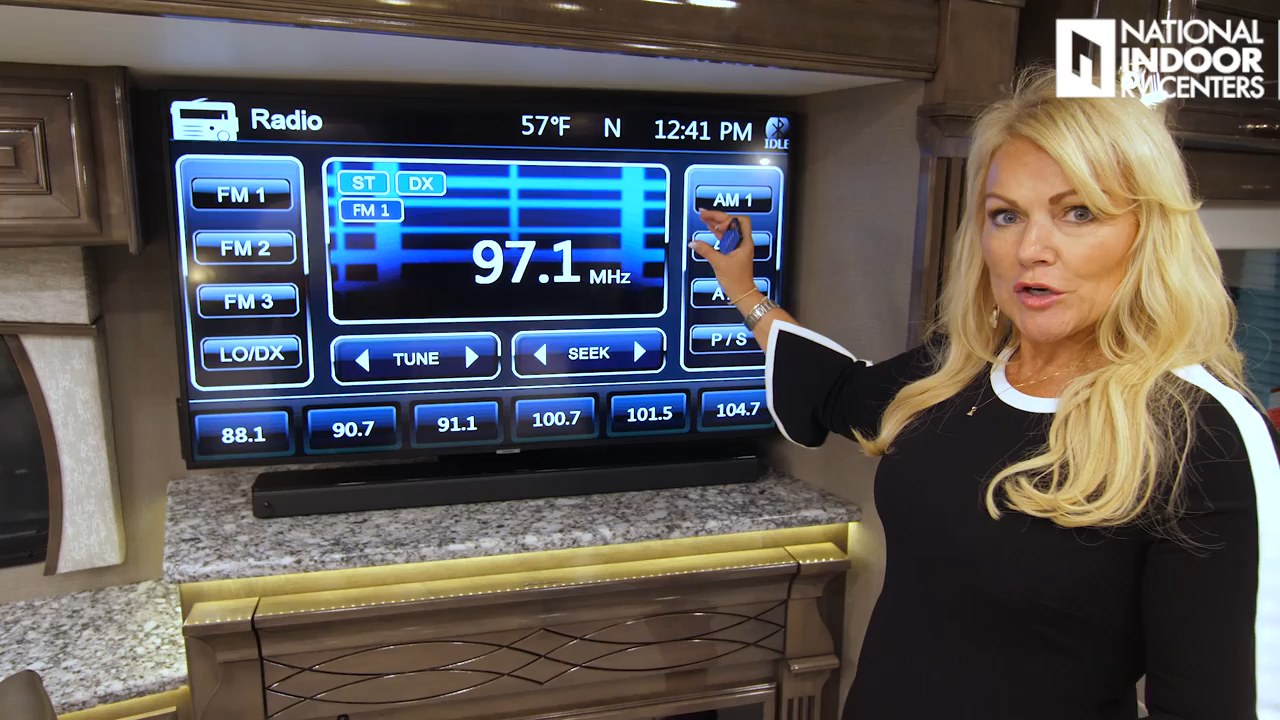 NATIONAL
INDOOR
RV CENTERS
Radio
57°F N 12:41 PM
IDLE
FM 1
FM 2
FM 3
LO/DX
ST DX
FM 1
97.1 MHz
TUNE
SEEK
AM 1
P / S
88.1 90.7 91.1 100.7 101.5 104.7